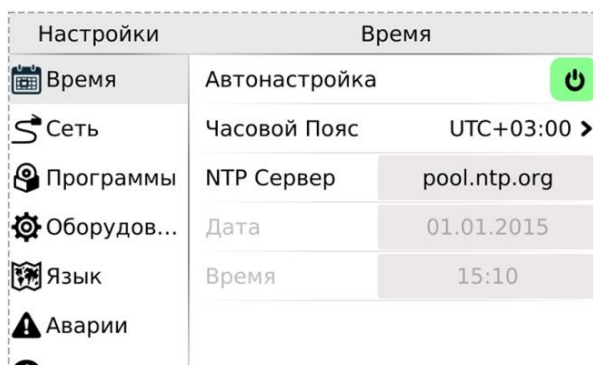 Настройки Время
Время Автонастройка
Сеть Часовой Пояс UTC+03:00
Программы NTP Сервер pool.ntp.org
Оборудов... Дата 01.01.2015
Язык Время 15:10
Аварии